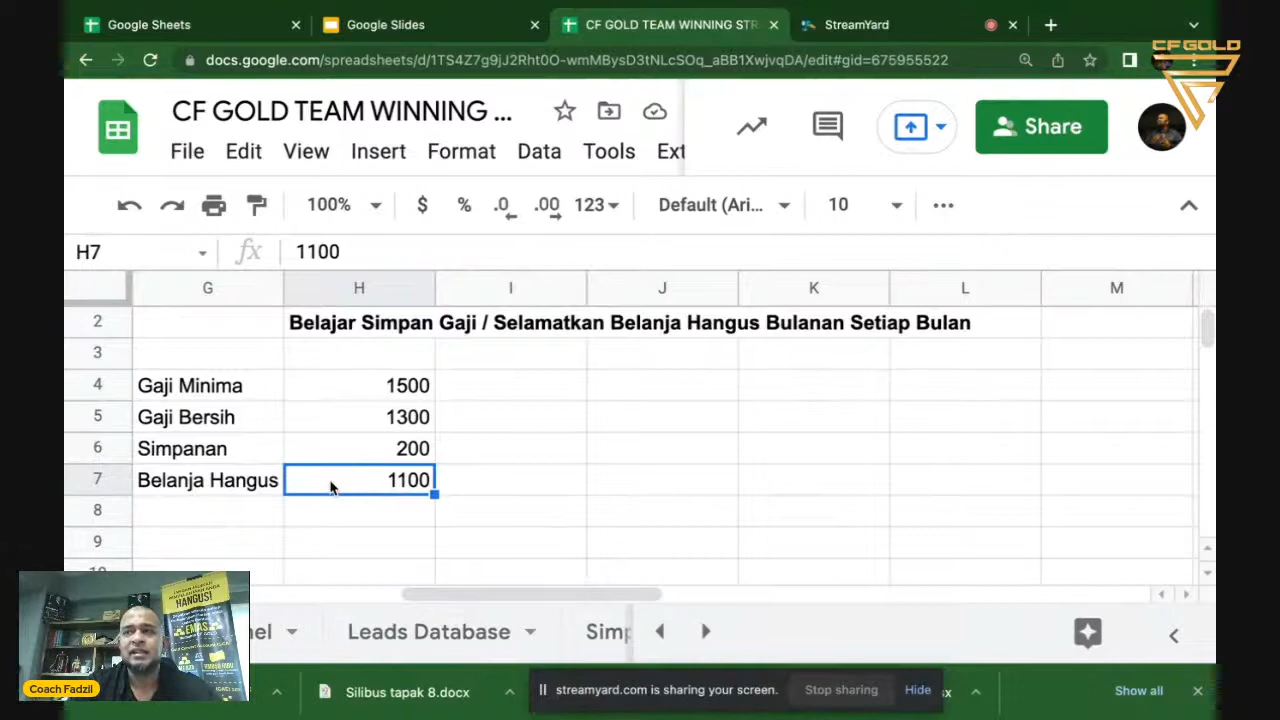 Google Sheets
Google Slides
CF GOLD TEAM WINNING STR
StreamYard
docs.google.com/spreadsheets/d/1TS4Z7g9jJ2Rht0O-wmMBysD3tNLcSOq_aBB1XwjvqDA/edit#gid=675955522
CF GOLD
CF GOLD TEAM WINNING ...
Share
File Edit View Insert Format Data Tools Ext
100% $ % .0 .00 123 Default (Ari... 10 ...
H7 fx 1100
G H I J K L M
2 Belajar Simpan Gaji / Selamatkan Belanja Hangus Bulanan Setiap Bulan
3
4 Gaji Minima 1500
5 Gaji Bersih 1300
6 Simpanan 200
7 Belanja Hangus 1100
8
9
HANGUS!
EMAS
nel Leads Database Simp
Coach Fadzil
Silibus tapak 8.docx
streamyard.com is sharing your screen. Stop sharing Hide
Show all